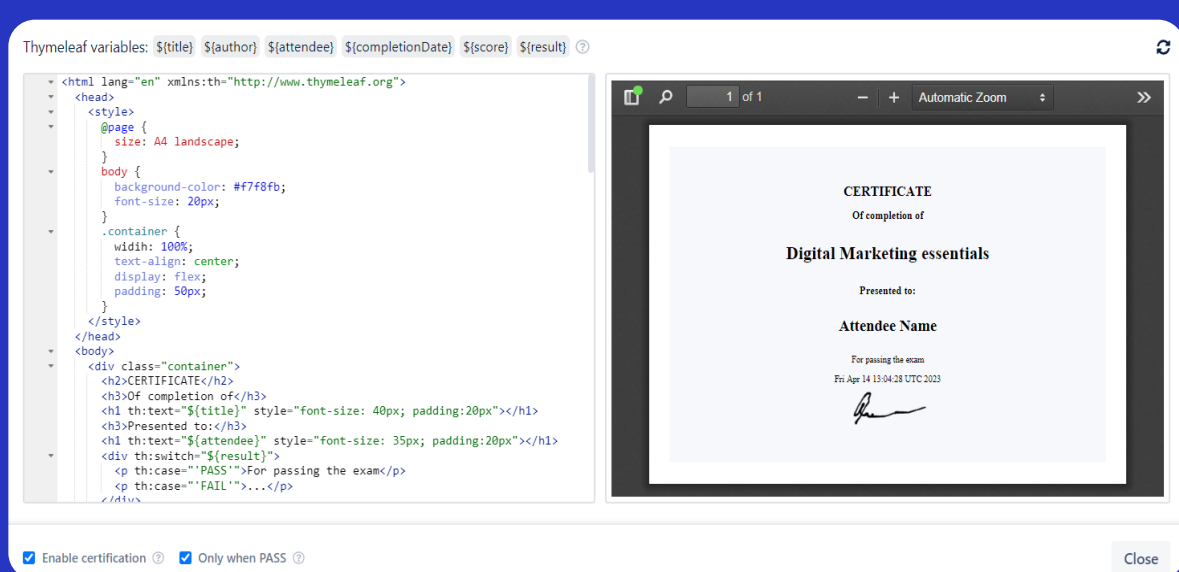 Thymeleaf variables: ${title} ${author} ${attendee} ${completionDate} ${score} ${result} ?
<html lang="en" xmlns:th="http://www.thymeleaf.org">
<head>
<style>
@page {
size: A4 landscape;
}
body {
background-color: #f7f8fb;
font-size: 20px;
}
.container {
widih: 100%;
text-align: center;
display: flex;
padding: 50px;
}
</style>
</head>
<body>
<div class="container">
<h2>CERTIFICATE</h2>
<h3>Of completion of</h3>
<h1 th:text="${title}" style="font-size: 40px; padding:20px"></h1>
<h3>Presented to:</h3>
<h1 th:text="${attendee}" style="font-size: 35px; padding:20px"></h1>
<div th:switch="${result}">
<p th:case="'PASS'">For passing the exam</p>
<p th:case="'FAIL'">...</p>
</div>
1 of 1 − + Automatic Zoom
CERTIFICATE
Of completion of
Digital Marketing essentials
Presented to:
Attendee Name
For passing the exam
Fri Apr 14 13:04:28 UTC 2023
Enable certification ? Only when PASS ?
Close